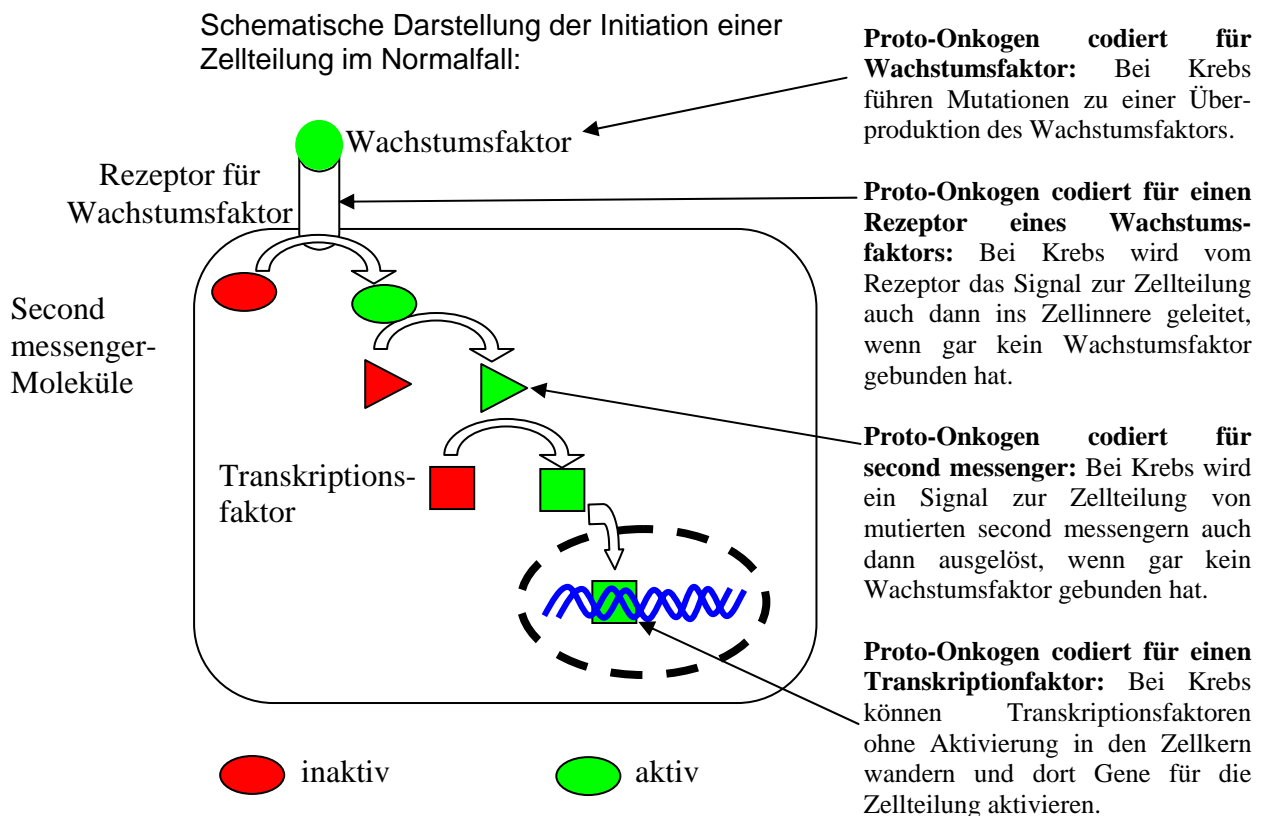 Schematische Darstellung der Initiation einer
Zellteilung im Normalfall:
Wachstumsfaktor
Rezeptor für
Wachstumsfaktor
Second
messenger-
Moleküle
Transkriptions-
faktor
inaktiv
aktiv
Proto-Onkogen codiert für
Wachstumsfaktor: Bei Krebs
führen Mutationen zu einer Über-
produktion des Wachstumsfaktors.
Proto-Onkogen codiert für einen
Rezeptor eines Wachstums-
faktors: Bei Krebs wird vom
Rezeptor das Signal zur Zellteilung
auch dann ins Zellinnere geleitet,
wenn gar kein Wachstumsfaktor
gebunden hat.
Proto-Onkogen codiert für
second messenger: Bei Krebs wird
ein Signal zur Zellteilung von
mutierten second messengern auch
dann ausgelöst, wenn gar kein
Wachstumsfaktor gebunden hat.
Proto-Onkogen codiert für einen
Transkriptionfaktor: Bei Krebs
können Transkriptionsfaktoren
ohne Aktivierung in den Zellkern
wandern und dort Gene für die
Zellteilung aktivieren.